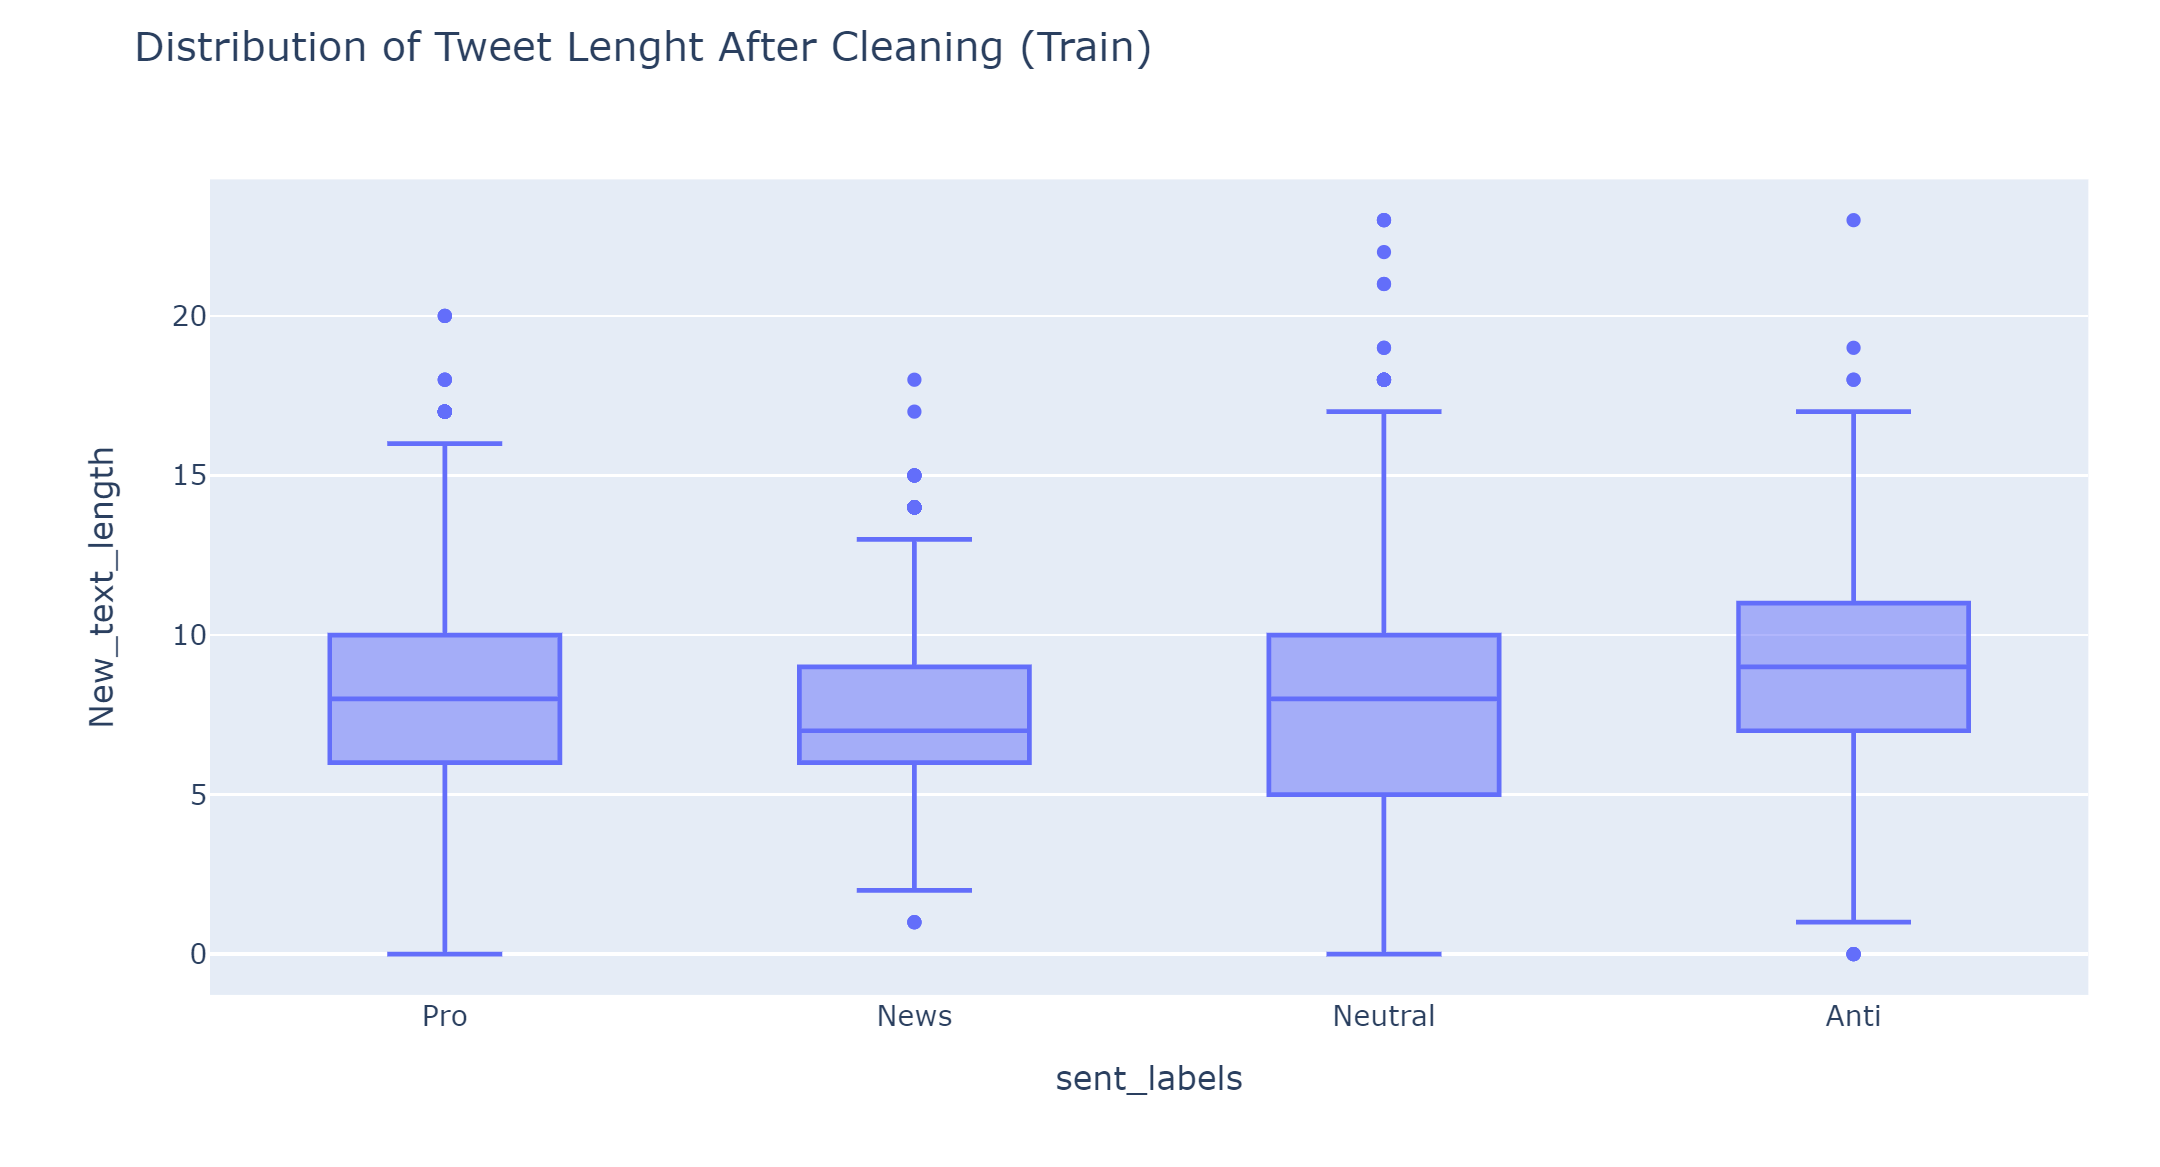 Distribution of Tweet Lenght After Cleaning (Train)
New_text_length
20
15
10
5
0
Pro
News
Neutral
Anti
sent_labels